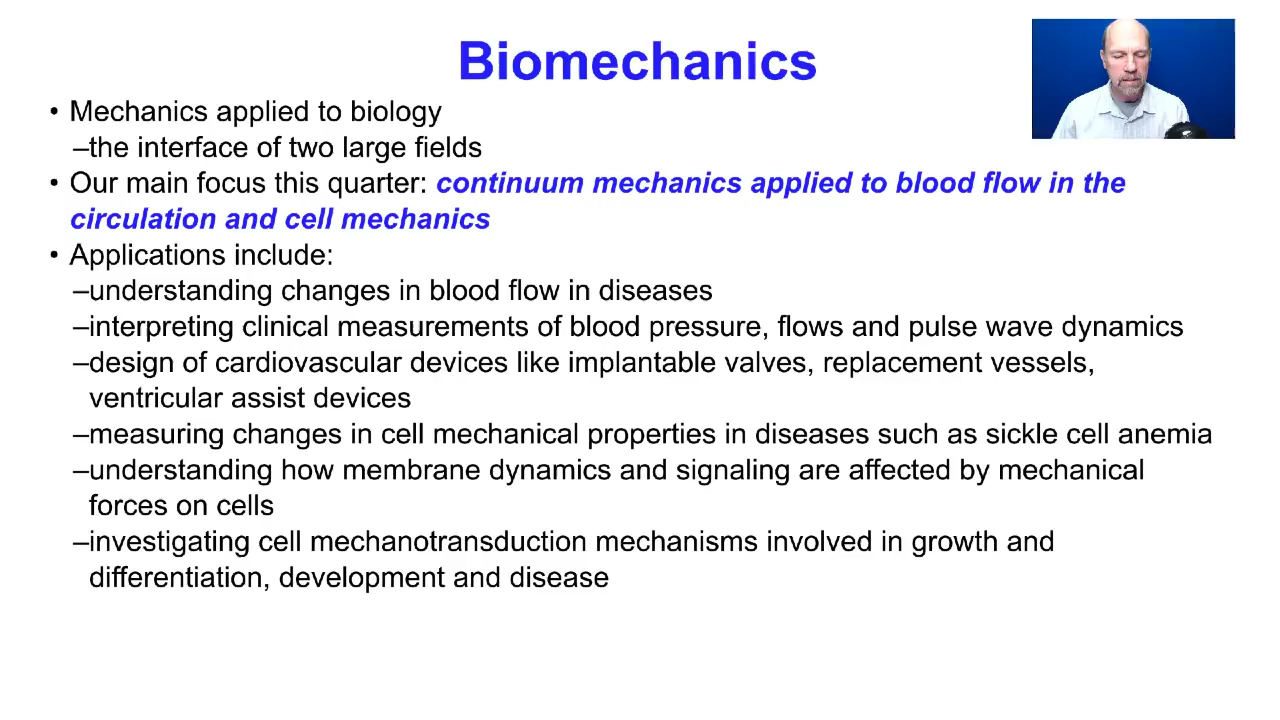 Biomechanics
• Mechanics applied to biology
–the interface of two large fields
• Our main focus this quarter: continuum mechanics applied to blood flow in the
circulation and cell mechanics
• Applications include:
–understanding changes in blood flow in diseases
–interpreting clinical measurements of blood pressure, flows and pulse wave dynamics
–design of cardiovascular devices like implantable valves, replacement vessels,
ventricular assist devices
–measuring changes in cell mechanical properties in diseases such as sickle cell anemia
–understanding how membrane dynamics and signaling are affected by mechanical
forces on cells
–investigating cell mechanotransduction mechanisms involved in growth and
differentiation, development and disease